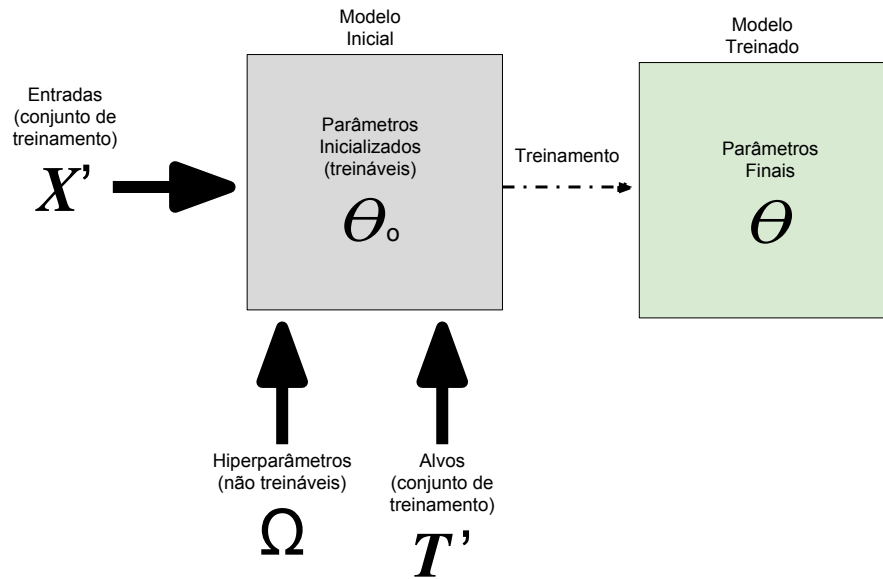 Modelo
Inicial
Modelo
Treinado
Entradas
(conjunto de
treinamento)
X’
Parâmetros
Inicializados
(treináveis)
Θo
Treinamento
Parâmetros
Finais
Θ
Hiperparâmetros
(não treináveis)
Ω
Alvos
(conjunto de
treinamento)
T’